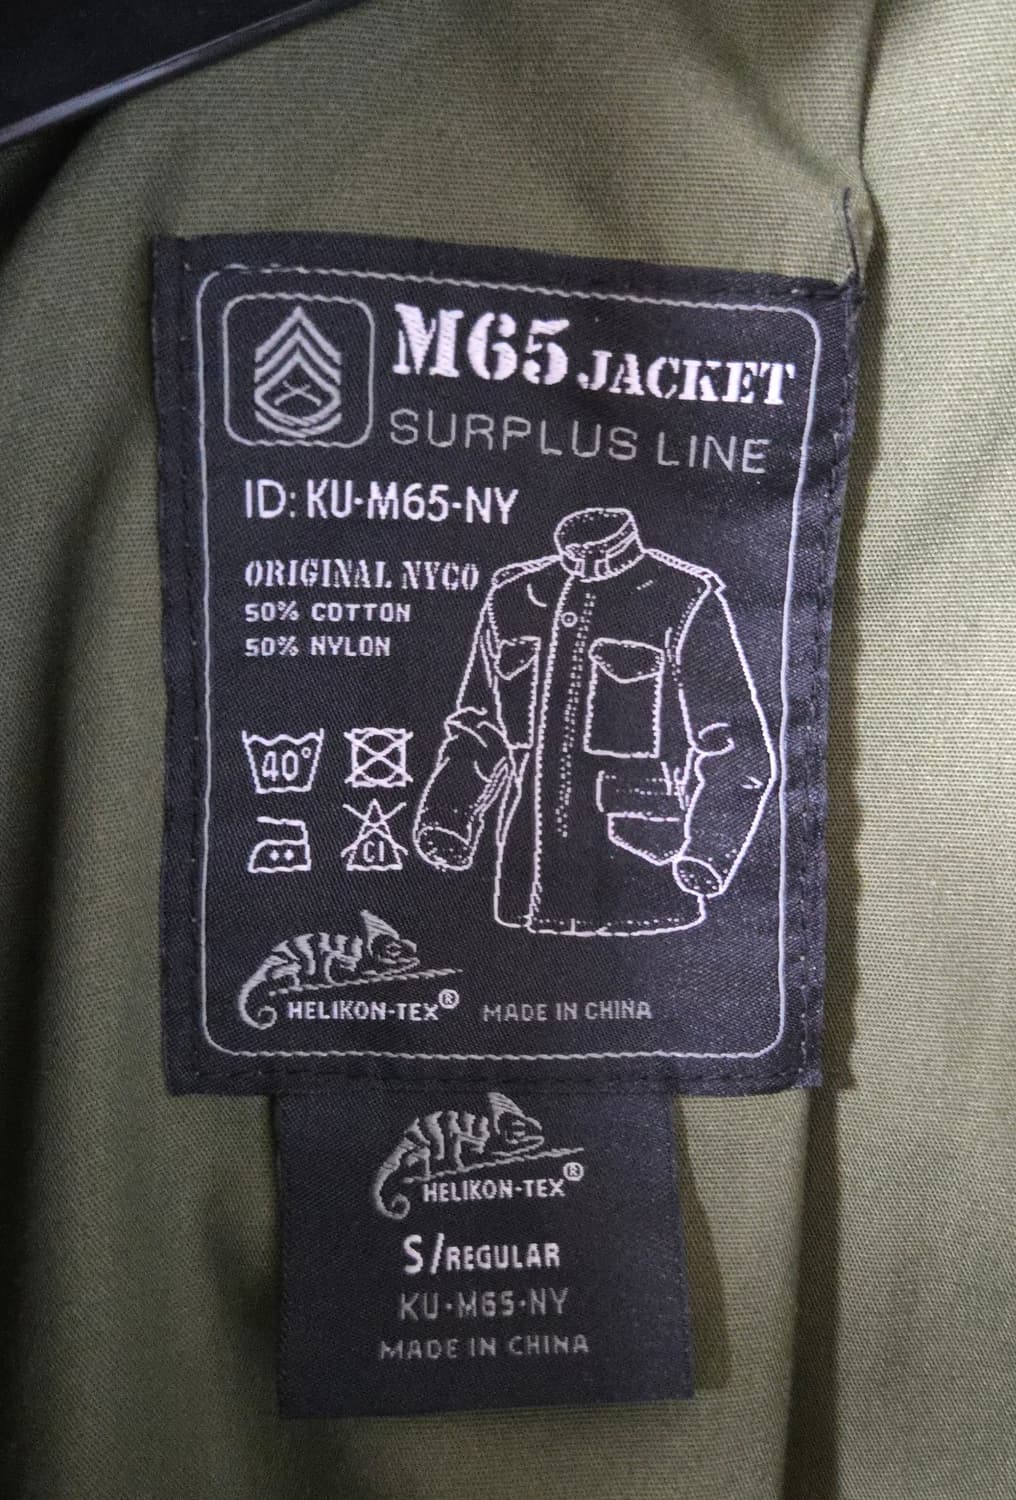 M65 JACKET
SURPLUS LINE
ID: KU-M65-NY
ORIGINAL NYCO
50% COTTON
50% NYLON
40°
Cl
HELIKON-TEX® MADE IN CHINA
HELIKON-TEX®
S/REGULAR
KU-M65-NY
MADE IN CHINA